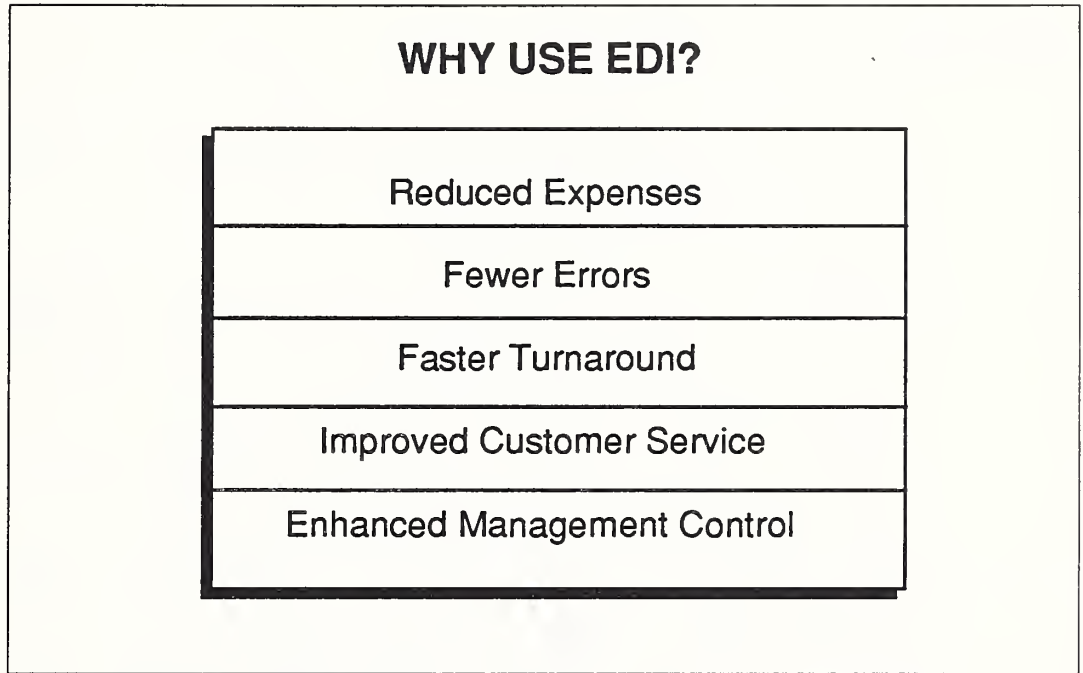 WHY USE EDI?
Reduced Expenses
Fewer Errors
Faster Turnaround
Improved Customer Service
Enhanced Management Control